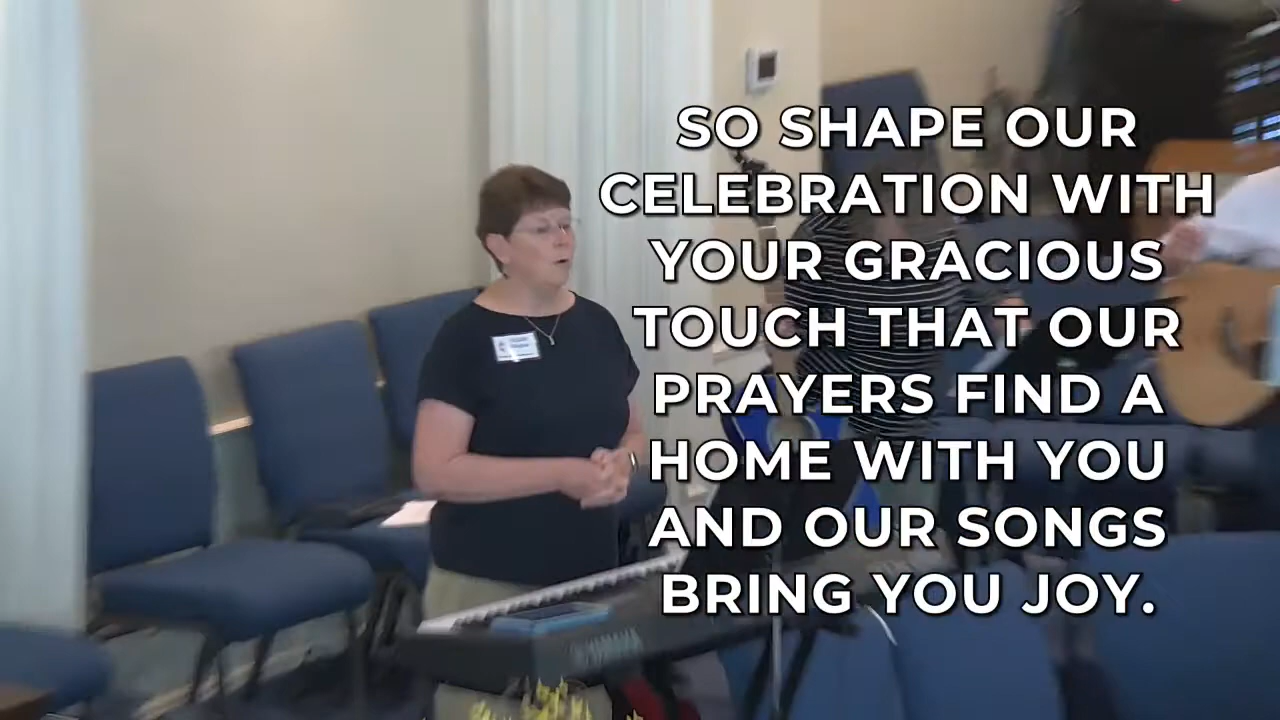 SO SHAPE OUR
CELEBRATION WITH
YOUR GRACIOUS
TOUCH THAT OUR
PRAYERS FIND A
HOME WITH YOU
AND OUR SONGS
BRING YOU JOY.
YAMAHA